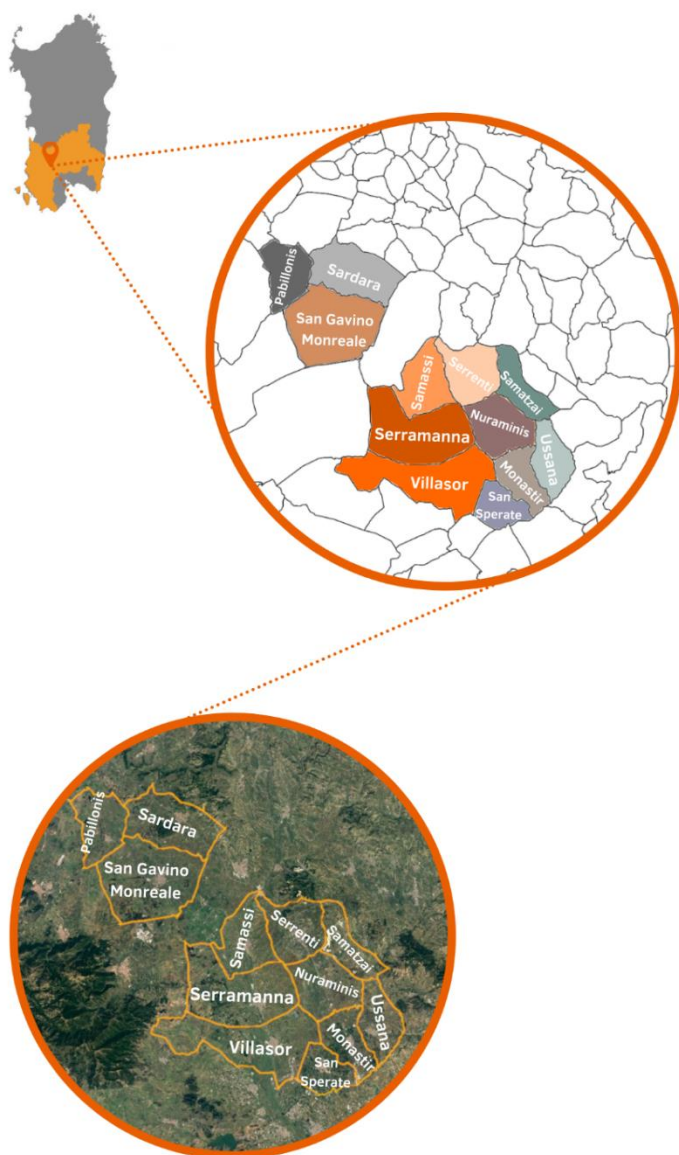 Pabillonis
Sardara
San Gavino
Monreale
Samassi
Serrenti
Samatzai
Serramanna
Nuraminis
Ussana
Monastir
Villasor
San
Sperate
Pabillonis
Sardara
San Gavino
Monreale
Samassi
Serrenti
Samatzai
Serramanna
Nuraminis
Ussana
Monastir
Villasor
San
Sperate